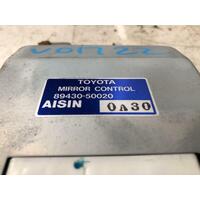 TOYOTA
MIRROR CONTROL
89430-50020
AISIN 0A30